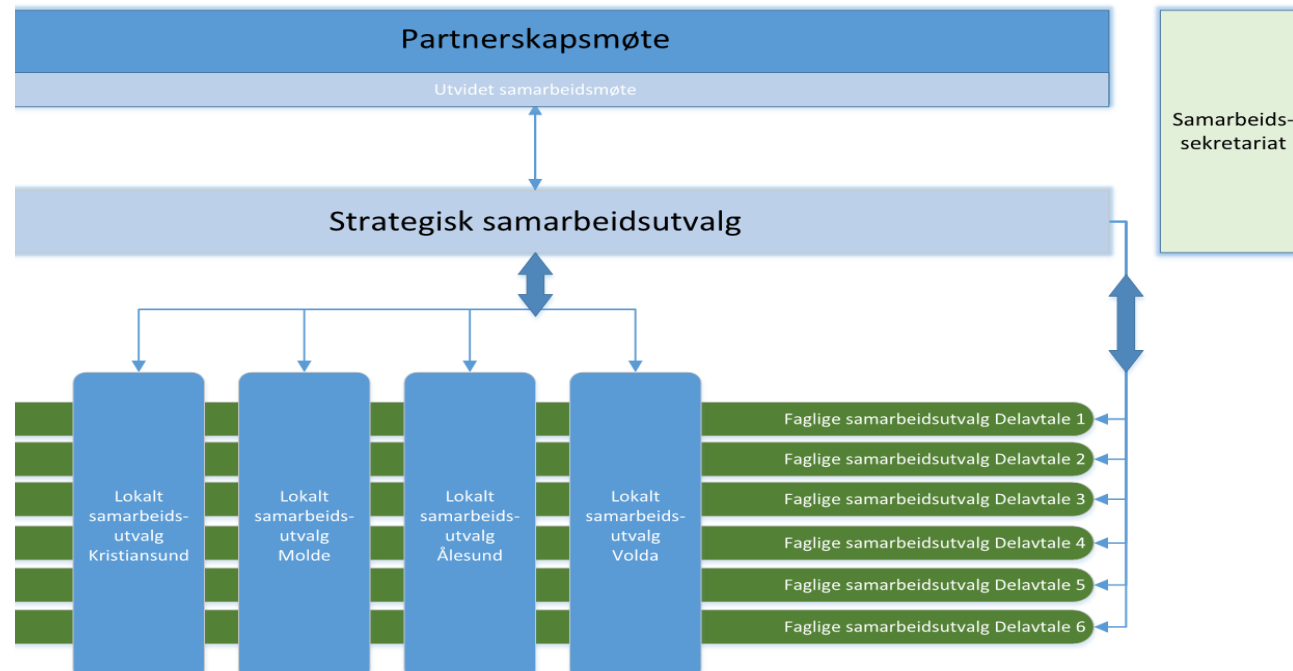 Partnerskapsmøte
Utvidet samarbeidsmøte
Samarbeids-
sekretariat
Strategisk samarbeidsutvalg
Faglige samarbeidsutvalg Delavtale 1
Faglige samarbeidsutvalg Delavtale 2
Faglige samarbeidsutvalg Delavtale 3
Faglige samarbeidsutvalg Delavtale 4
Faglige samarbeidsutvalg Delavtale 5
Faglige samarbeidsutvalg Delavtale 6
Lokalt
samarbeids-
utvalg
Kristiansund
Lokalt
samarbeids-
utvalg
Molde
Lokalt
samarbeids-
utvalg
Ålesund
Lokalt
samarbeids-
utvalg
Volda